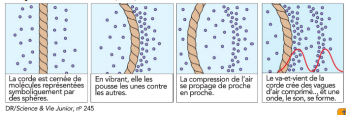 La corde est cernée de
molécules représentées
symboliquement par
des sphères.
En vibrant, elle les
pousse les unes contre
les autres.
La compression de l'air
se propage de proche
en proche.
Le va-et-vient de la
corde crée des vagues
d'air comprimé... et une
onde, le son, se forme.
DR/Science & Vie Junior, nº 245